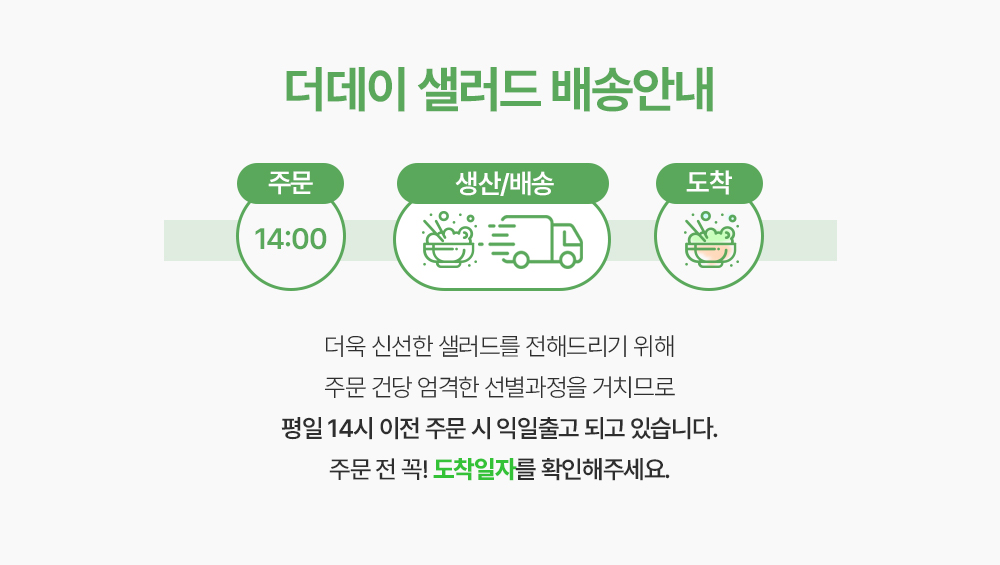 더데이 샐러드 배송안내
주문
생산/배송
도착
14:00
더욱 신선한 샐러드를 전해드리기 위해
주문 건당 엄격한 선별과정을 거치므로
평일 14시 이전 주문 시 익일출고 되고 있습니다.
주문 전 꼭! 도착일자를 확인해주세요.